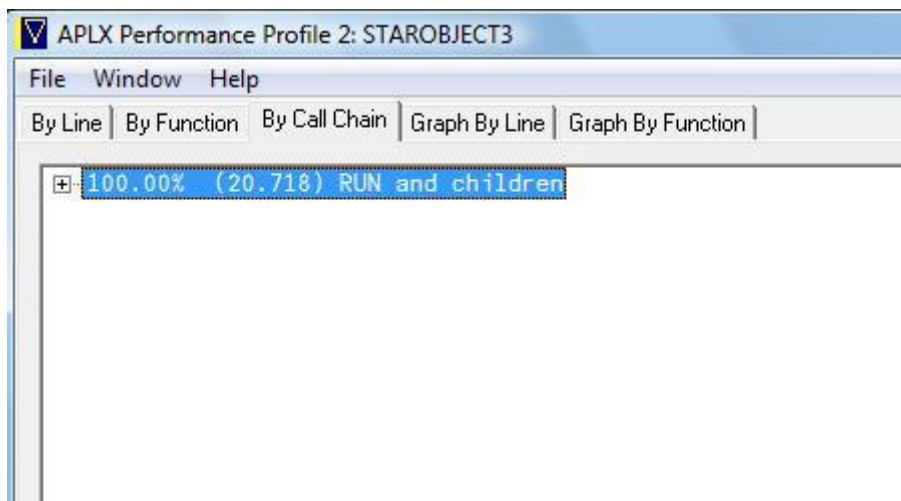 APLX Performance Profile 2: STAROBJECT3
File Window Help
By Line By Function By Call Chain Graph By Line Graph By Function
100.00% (20.718) RUN and children